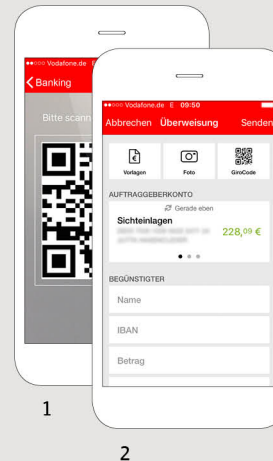 Vodafone.de E
Banking
Bitte scann
1
Vodafone.de E 09:50
Abbrechen Überweisung Senden
Vorlagen Foto GiroCode
AUFTRAGGEBERKONTO
Gerade eben
Sichteinlagen
228,09 €
BEGÜNSTIGTER
Name
IBAN
Betrag
2